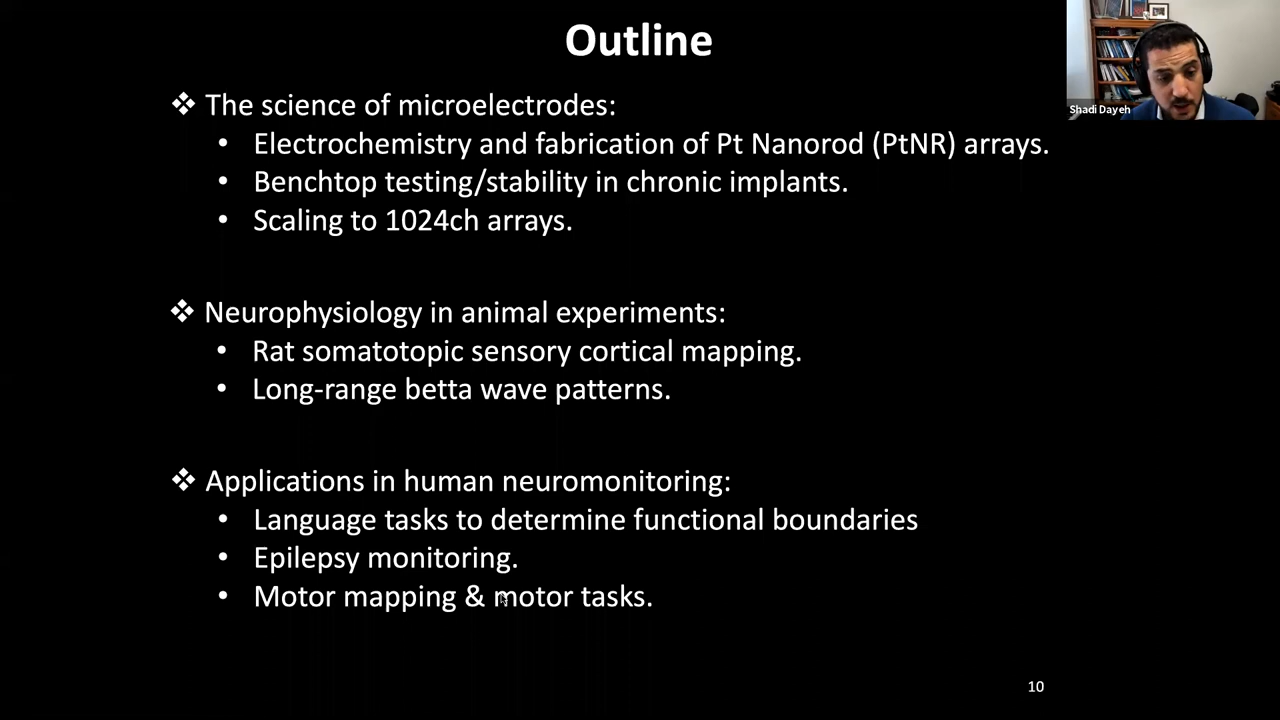 Outline
Shadi Dayeh
❖ The science of microelectrodes:
• Electrochemistry and fabrication of Pt Nanorod (PtNR) arrays.
• Benchtop testing/stability in chronic implants.
• Scaling to 1024ch arrays.
❖ Neurophysiology in animal experiments:
• Rat somatotopic sensory cortical mapping.
• Long-range betta wave patterns.
❖ Applications in human neuromonitoring:
• Language tasks to determine functional boundaries
• Epilepsy monitoring.
• Motor mapping & motor tasks.
10